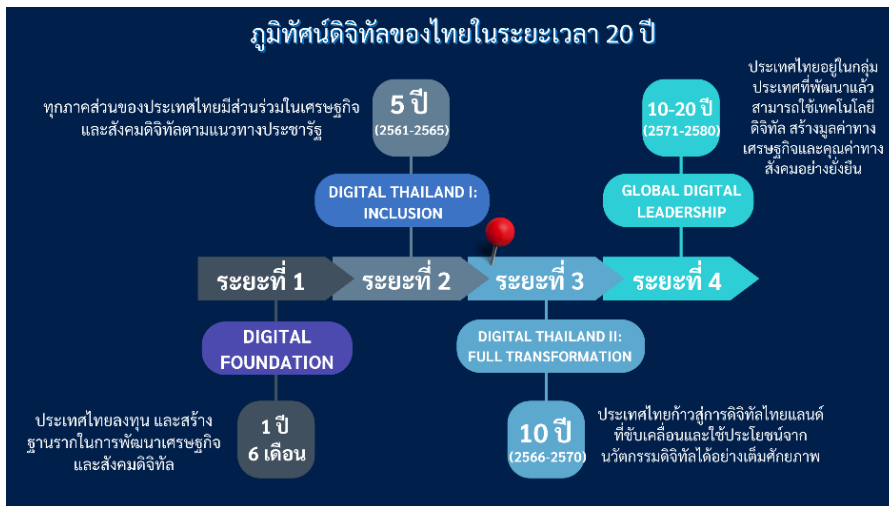 ภูมิทัศน์ดิจิทัลของไทยในระยะเวลา 20 ปี
ทุกภาคส่วนของประเทศไทยมีส่วนร่วมในเศรษฐกิจ
และสังคมดิจิทัลตามแนวทางประชารัฐ
5 ปี
(2561-2565)
DIGITAL THAILAND I:
INCLUSION
10-20 ปี
(2571-2580)
GLOBAL DIGITAL
LEADERSHIP
ประเทศไทยอยู่ในกลุ่ม
ประเทศที่พัฒนาแล้ว
สามารถใช้เทคโนโลยี
ดิจิทัล สร้างมูลค่าทาง
เศรษฐกิจและคุณค่าทาง
สังคมอย่างยั่งยืน
ระยะที่ 1
ระยะที่ 2
ระยะที่ 3
ระยะที่ 4
DIGITAL
FOUNDATION
1 ปี
6 เดือน
ประเทศไทยลงทุน และสร้าง
ฐานรากในการพัฒนาเศรษฐกิจ
และสังคมดิจิทัล
DIGITAL THAILAND II:
FULL TRANSFORMATION
10 ปี
(2566-2570)
ประเทศไทยก้าวสู่การดิจิทัลไทยแลนด์
ที่ขับเคลื่อนและใช้ประโยชน์จาก
นวัตกรรมดิจิทัลได้อย่างเต็มศักยภาพ